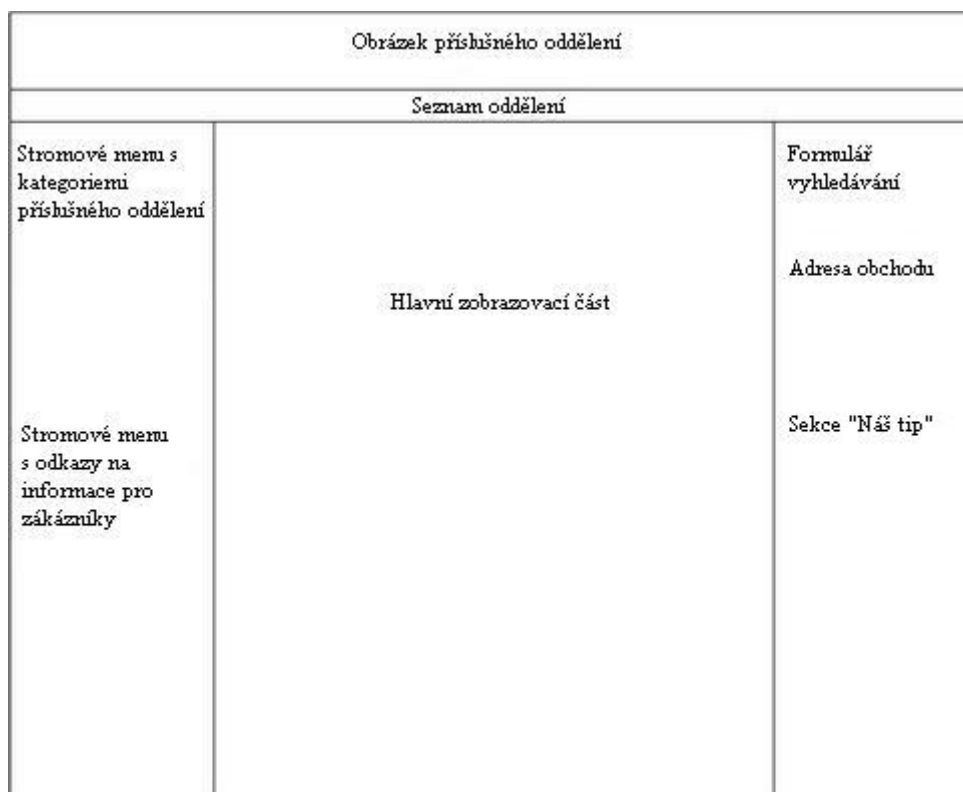 Obrázek příslušného oddělení
Seznam oddělení
Stromové menu s
kategoriemi
příslušného oddělení
Stromové menu
s odkazy na
informace pro
zákázníky
Hlavní zobrazovací část
Formulář
vyhledávání
Adresa obchodu
Sekce "Náš tip"